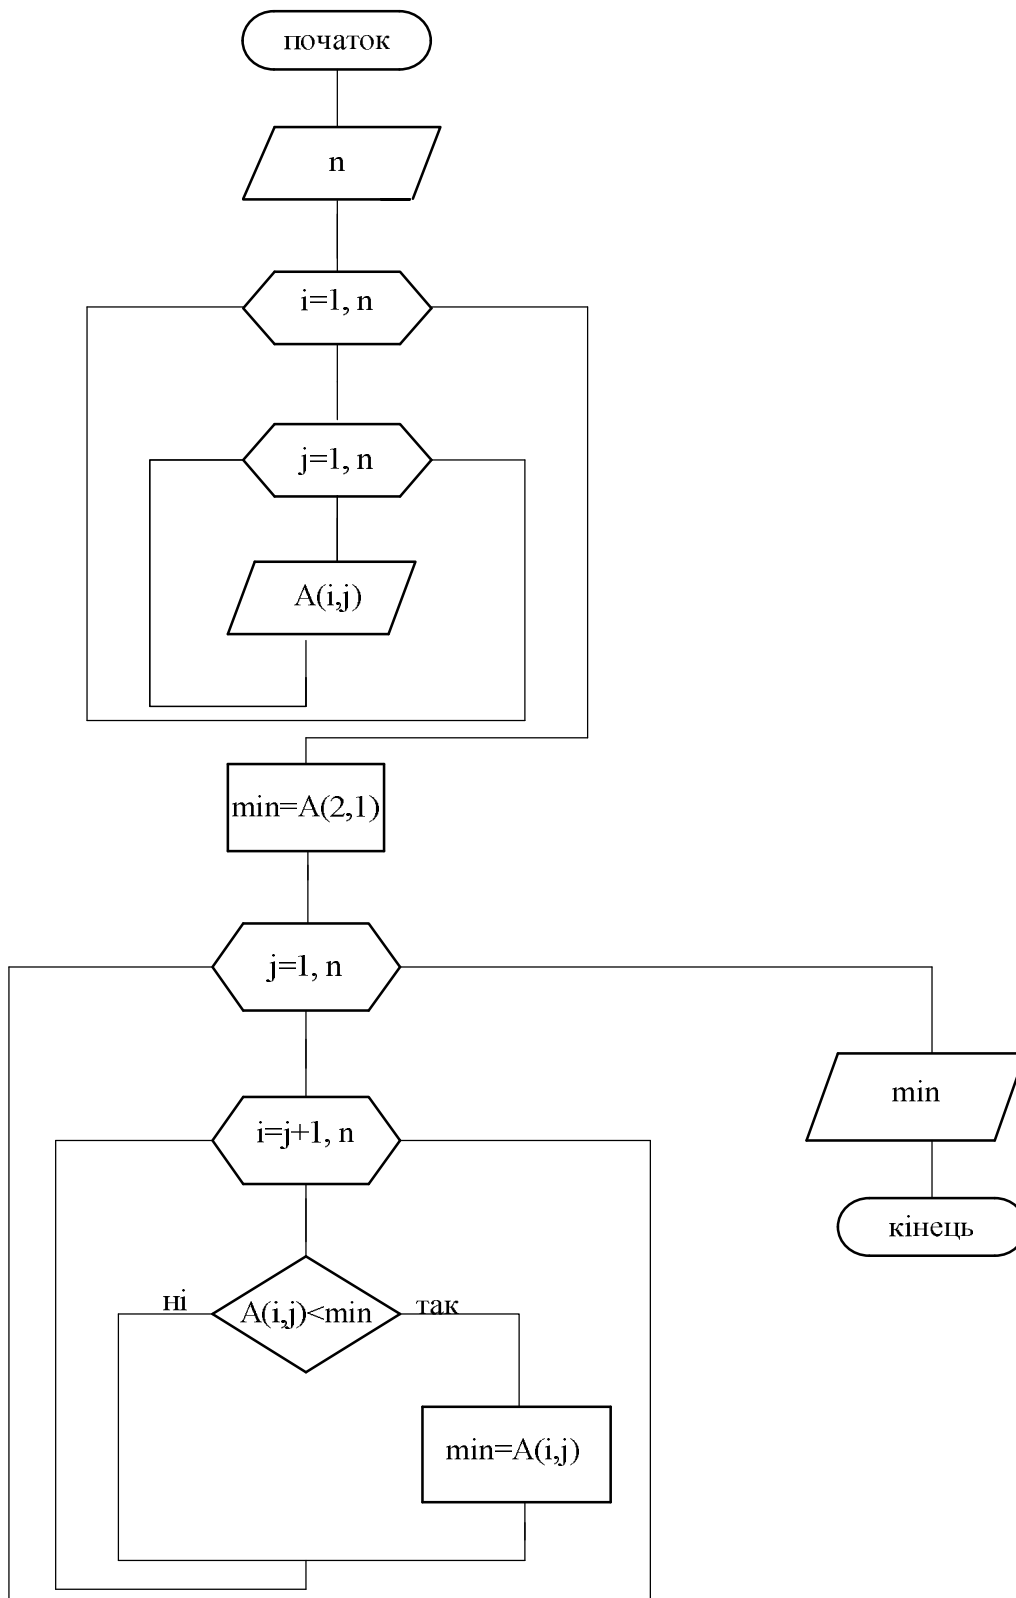 початок
n
i=1, n
j=1, n
A(i,j)
min=A(2,1)
j=1, n
i=j+1, n
min
кінець
ні
A(i,j)<min
так
min=A(i,j)